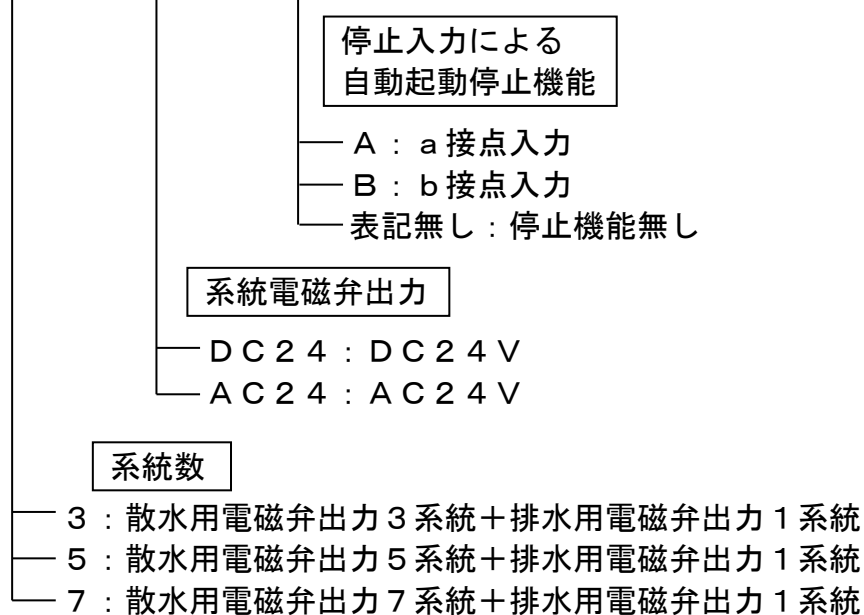 停止入力による
自動起動停止機能
Ａ：ａ接点入力
Ｂ：ｂ接点入力
表記無し：停止機能無し
系統電磁弁出力
ＤＣ２４：ＤＣ２４Ｖ
ＡＣ２４：ＡＣ２４Ｖ
系統数
３：散水用電磁弁出力３系統＋排水用電磁弁出力１系統
５：散水用電磁弁出力５系統＋排水用電磁弁出力１系統
７：散水用電磁弁出力７系統＋排水用電磁弁出力１系統